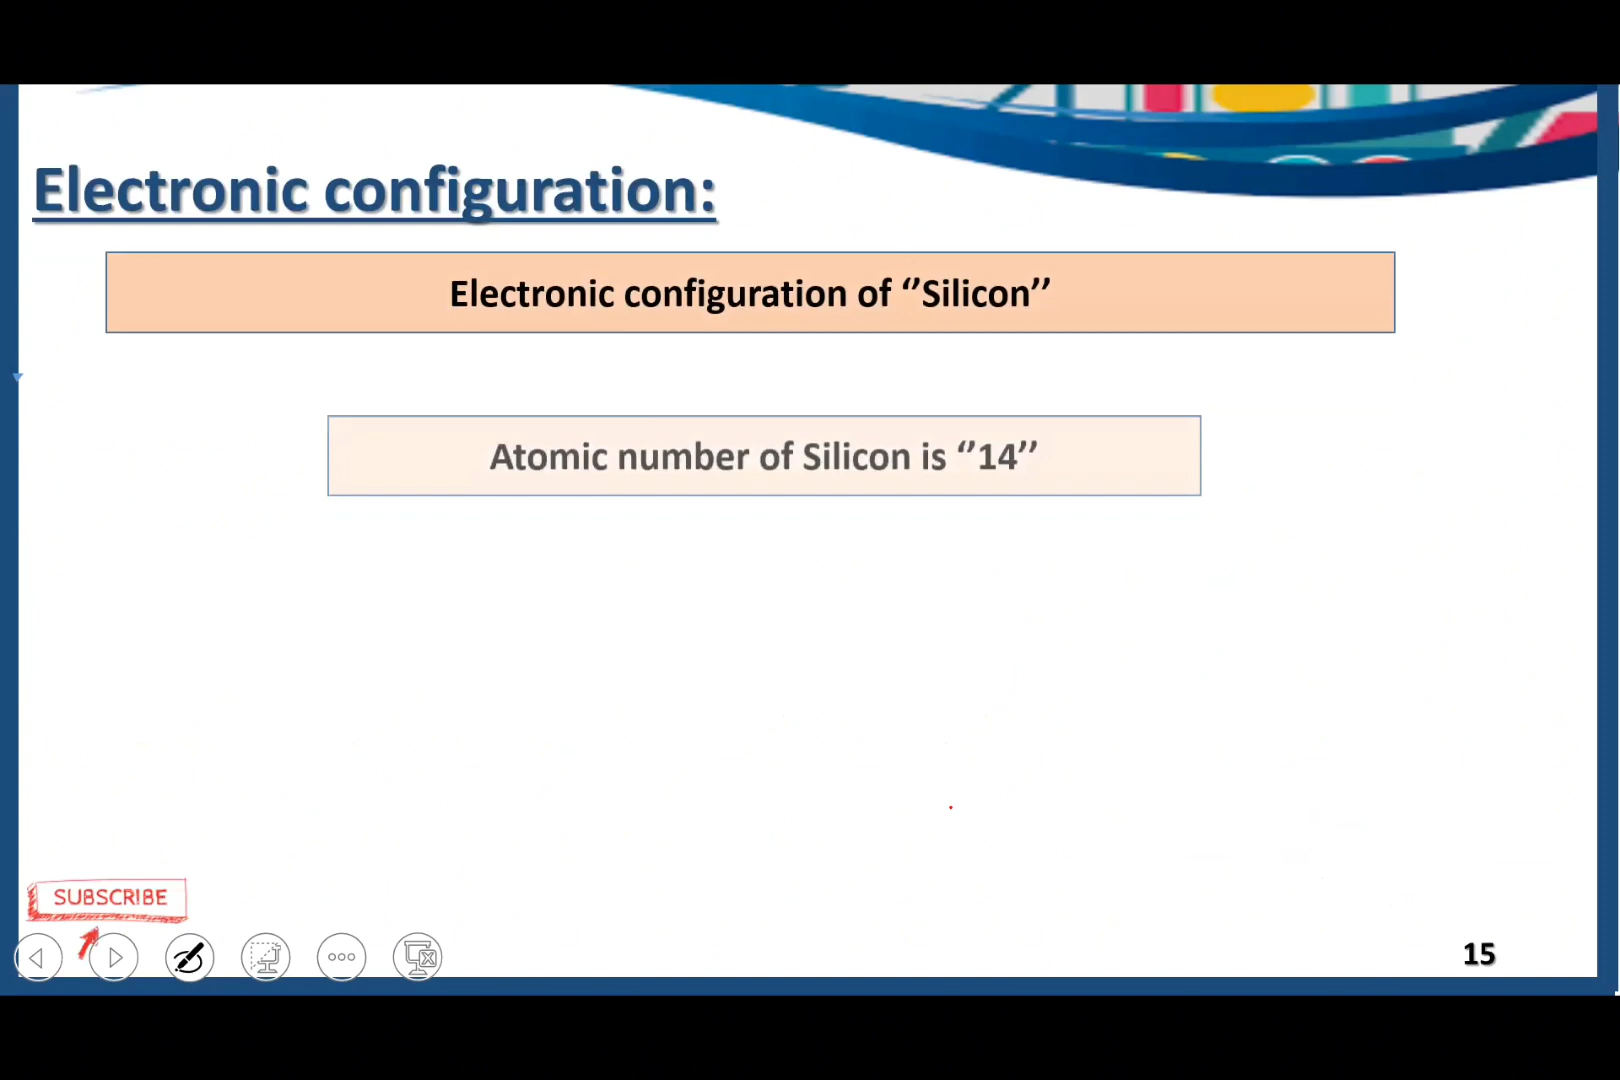 Electronic configuration:
Electronic configuration of ‘’Silicon’’
Atomic number of Silicon is ‘’14’’
SUBSCRIBE
15